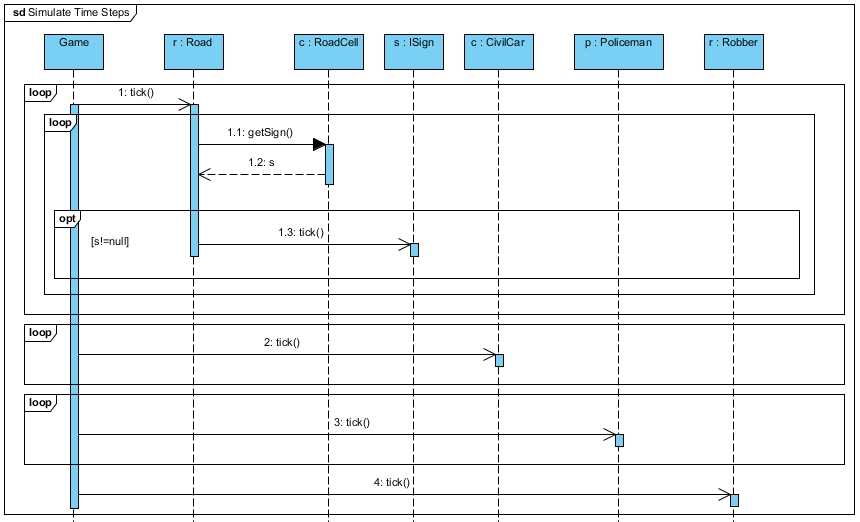 sd Simulate Time Steps
Game
r : Road
c : RoadCell
s : ISign
c : CivilCar
p : Policeman
r : Robber
loop
1: tick()
loop
1.1: getSign()
1.2: s
opt
[s!=null]
1.3: tick()
loop
2: tick()
loop
3: tick()
4: tick()